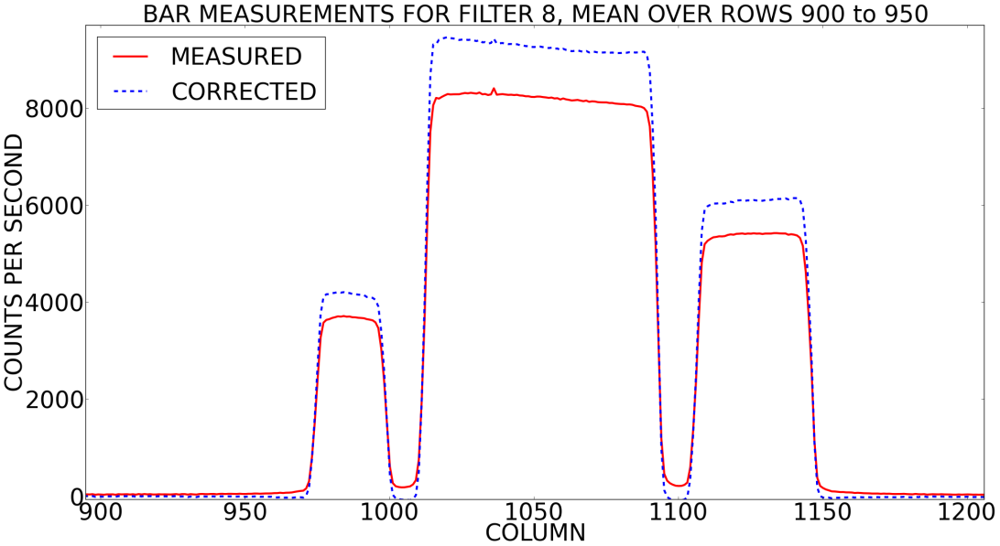 BAR MEASUREMENTS FOR FILTER 8, MEAN OVER ROWS 900 to 950
MEASURED
CORRECTED
COUNTS PER SECOND
8000
6000
4000
2000
0
900 950 1000 1050 1100 1150 1200
COLUMN